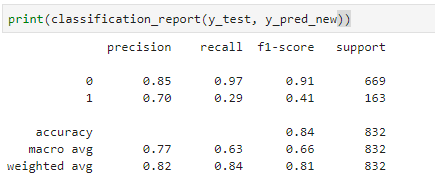 print(classification_report(y_test, y_pred_new))
precision recall f1-score support
0 0.85 0.97 0.91 669
1 0.70 0.29 0.41 163
accuracy 0.84 832
macro avg 0.77 0.63 0.66 832
weighted avg 0.82 0.84 0.81 832